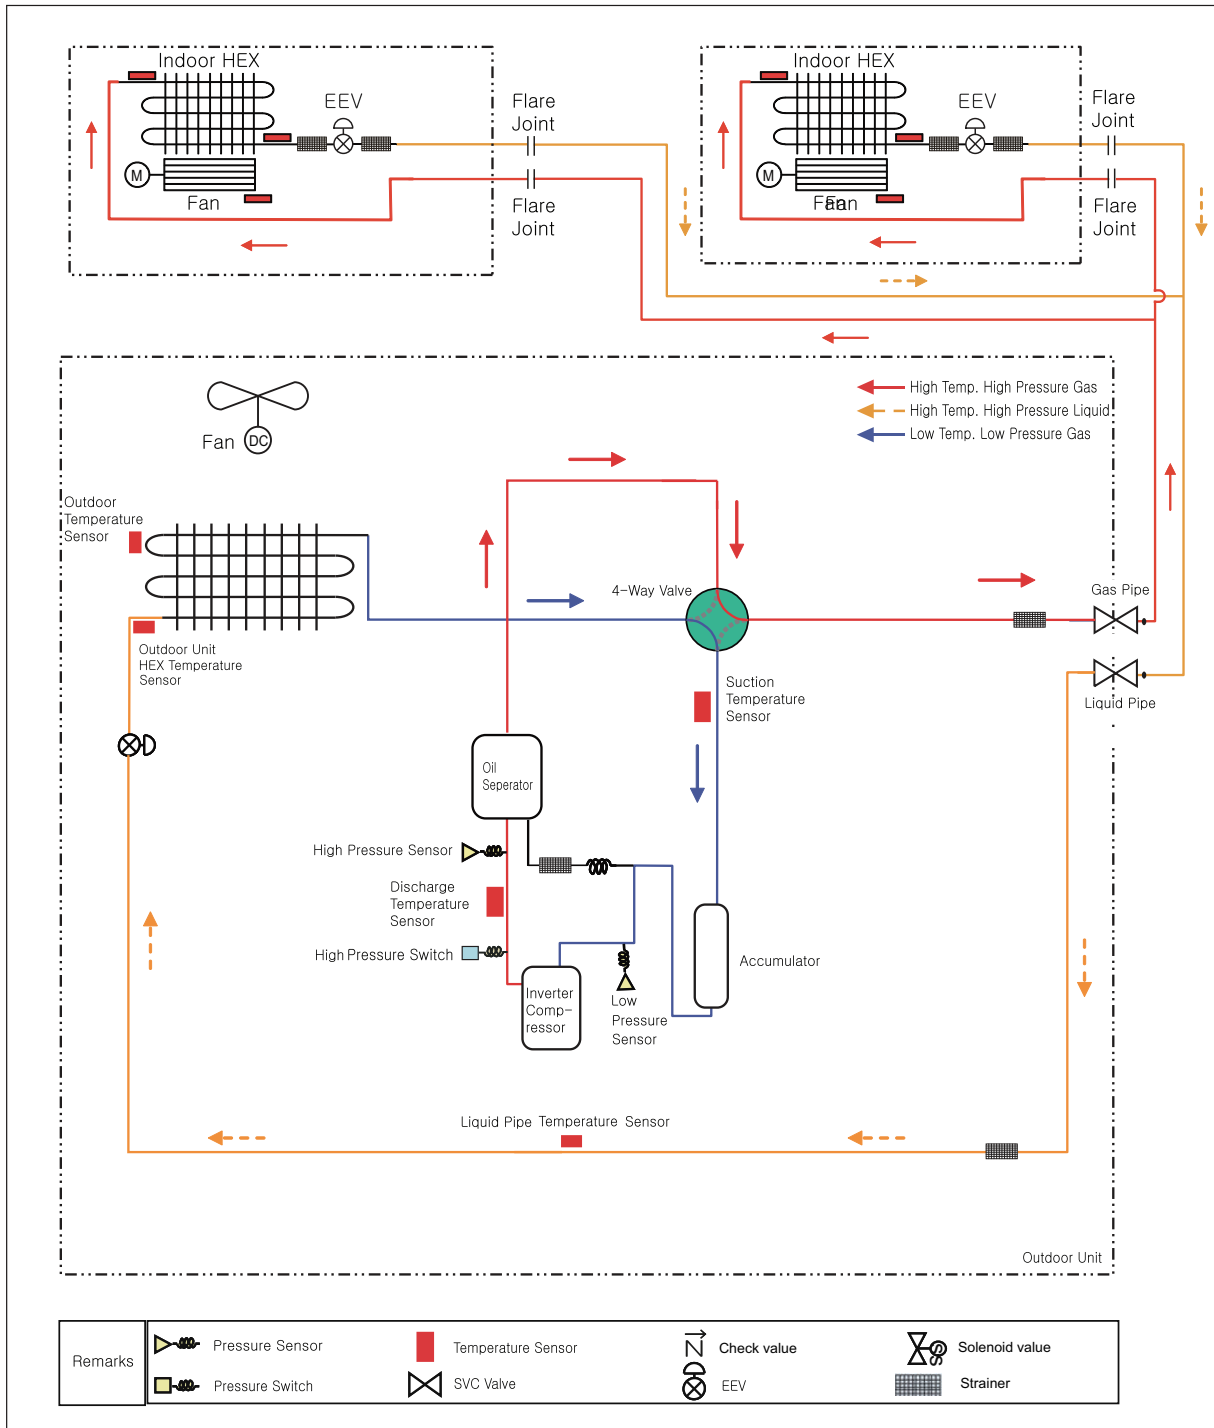 Indoor HEX
EEV
Flare
Joint
M
Fan
Flare
Joint
Indoor HEX
EEV
Flare
Joint
M
Fan
Fan
Flare
Joint
High Temp. High Pressure Gas
High Temp. High Pressure Liquid
Low Temp. Low Pressure Gas
Fan
DC
Outdoor
Temperature
Sensor
4-Way Valve
Gas Pipe
Outdoor Unit
HEX Temperature
Sensor
Suction
Temperature
Sensor
Liquid Pipe
Oil
Seperator
High Pressure Sensor
Discharge
Temperature
Sensor
High Pressure Switch
Inverter
Comp-
ressor
Low
Pressure
Sensor
Accumulator
Liquid Pipe Temperature Sensor
Outdoor Unit
Remarks
Pressure Sensor
Temperature Sensor
Check value
S
S
Solenoid value
Pressure Switch
SVC Valve
EEV
Strainer